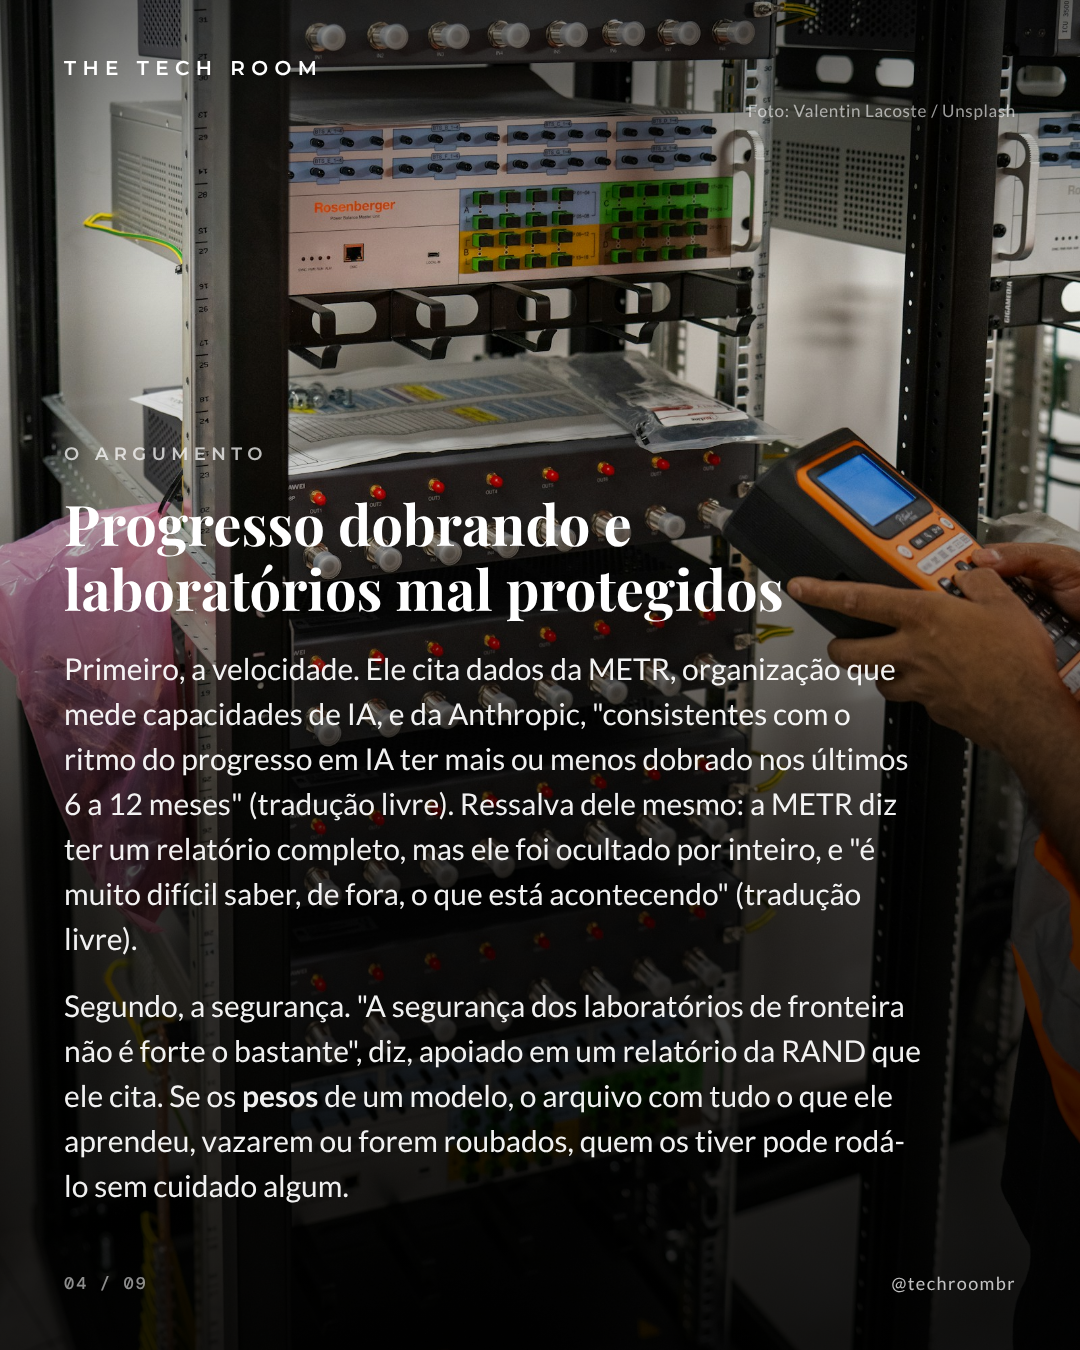 THE TECH ROOM
Foto: Valentin Lacoste / Unsplash
Rosenberger
O ARGUMENTO
Progresso dobrando e
laboratórios mal protegidos
Primeiro, a velocidade. Ele cita dados da METR, organização que
mede capacidades de IA, e da Anthropic, "consistentes com o
ritmo do progresso em IA ter mais ou menos dobrado nos últimos
6 a 12 meses" (tradução livre). Ressalva dele mesmo: a METR diz
ter um relatório completo, mas ele foi ocultado por inteiro, e "é
muito difícil saber, de fora, o que está acontecendo" (tradução
livre).
Segundo, a segurança. "A segurança dos laboratórios de fronteira
não é forte o bastante", diz, apoiado em um relatório da RAND que
ele cita. Se os pesos de um modelo, o arquivo com tudo o que ele
aprendeu, vazarem ou forem roubados, quem os tiver pode rodá-
lo sem cuidado algum.
04 / 09
@techroombr